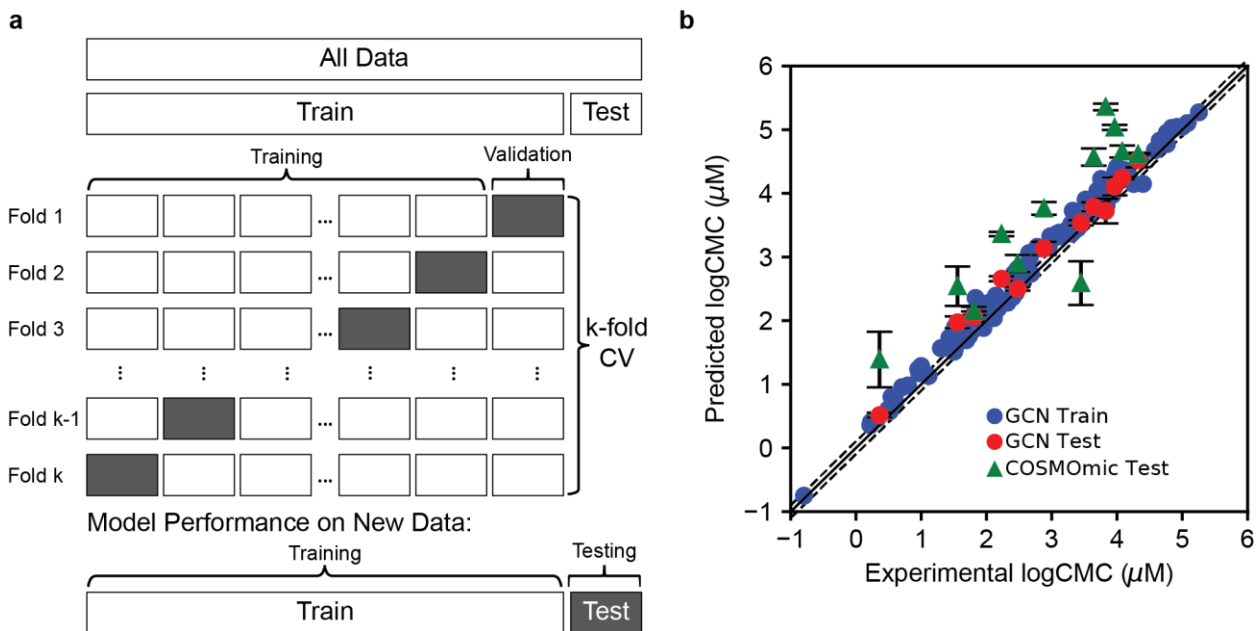 a
All Data
Train
Test
Training
Validation
Fold 1
...
Fold 2
...
Fold 3
...
k-fold
CV
Fold k-1
...
Fold k
...
Model Performance on New Data:
Training
Testing
Train
Test
b
Predicted logCMC (μM)
6
5
4
3
2
1
0
−1
GCN Train
GCN Test
COSMOmic Test
−1 0 1 2 3 4 5 6
Experimental logCMC (μM)